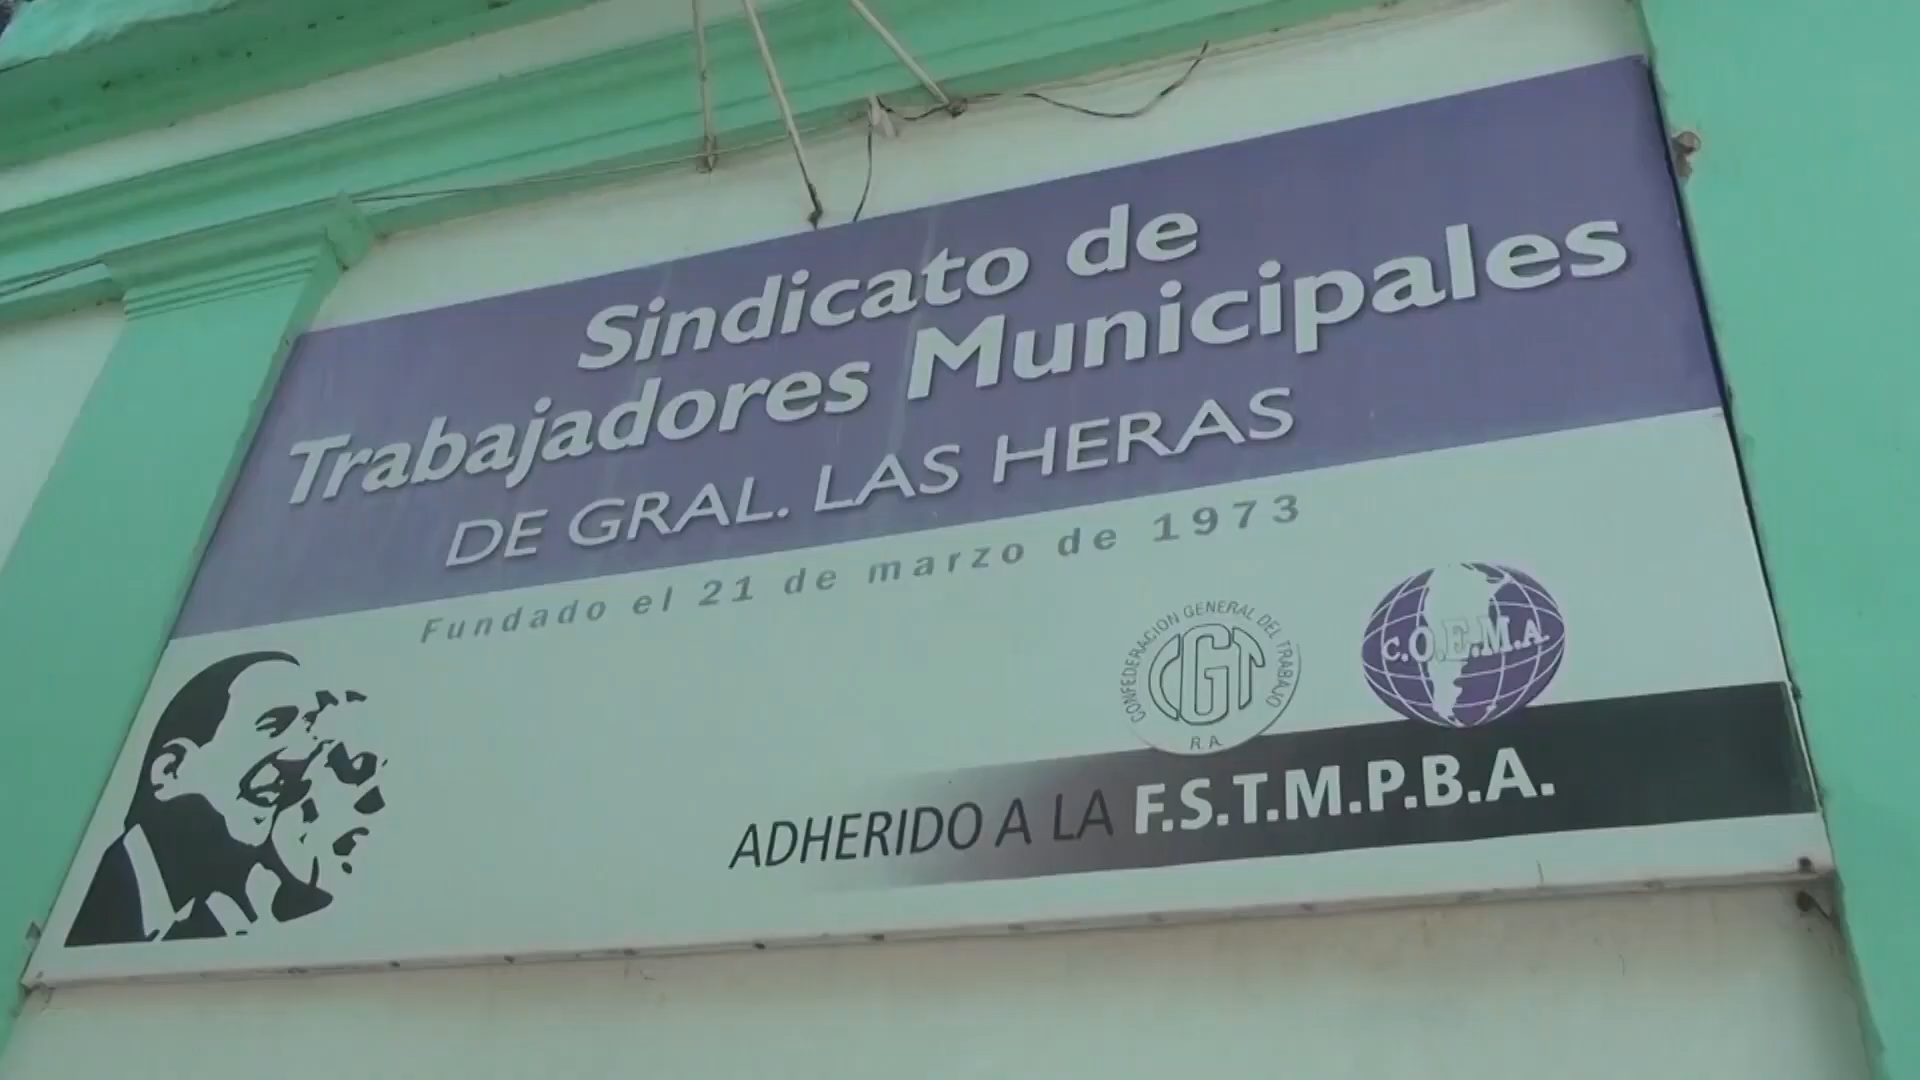 Sindicato de
Trabajadores Municipales
DE GRAL. LAS HERAS
Fundado el 21 de marzo de 1973
CONFEDERACION GENERAL DEL TRABAJO
CGT
R.A
C.O.E.M.A.
ADHERIDO A LA F.S.T.M.P.B.A.